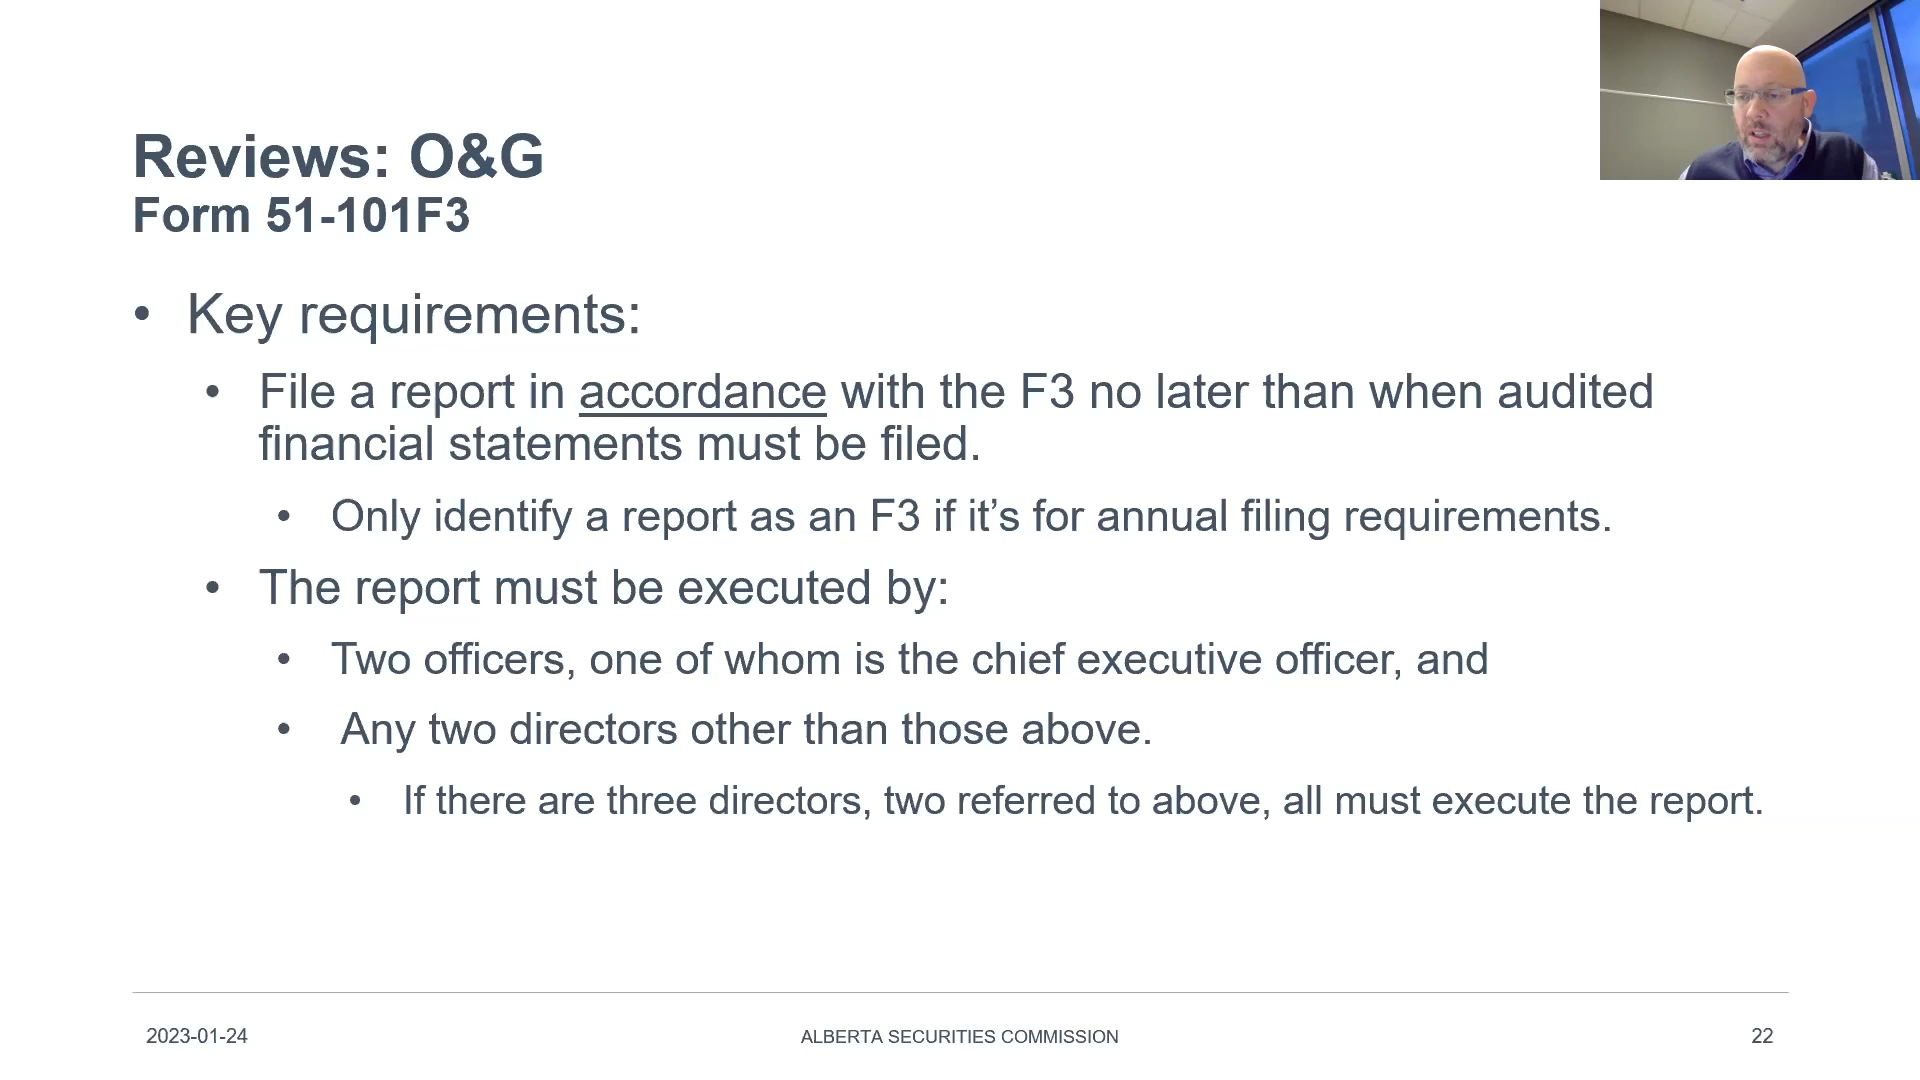 Reviews: O&G
Form 51-101F3
• Key requirements:
• File a report in accordance with the F3 no later than when audited
financial statements must be filed.
• Only identify a report as an F3 if it’s for annual filing requirements.
• The report must be executed by:
• Two officers, one of whom is the chief executive officer, and
• Any two directors other than those above.
• If there are three directors, two referred to above, all must execute the report.
2023-01-24
ALBERTA SECURITIES COMMISSION
22